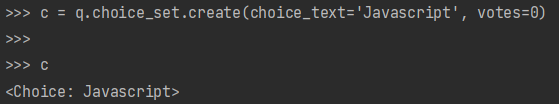 >>> c = q.choice_set.create(choice_text='Javascript', votes=0)
>>>
>>> c
<Choice: Javascript>